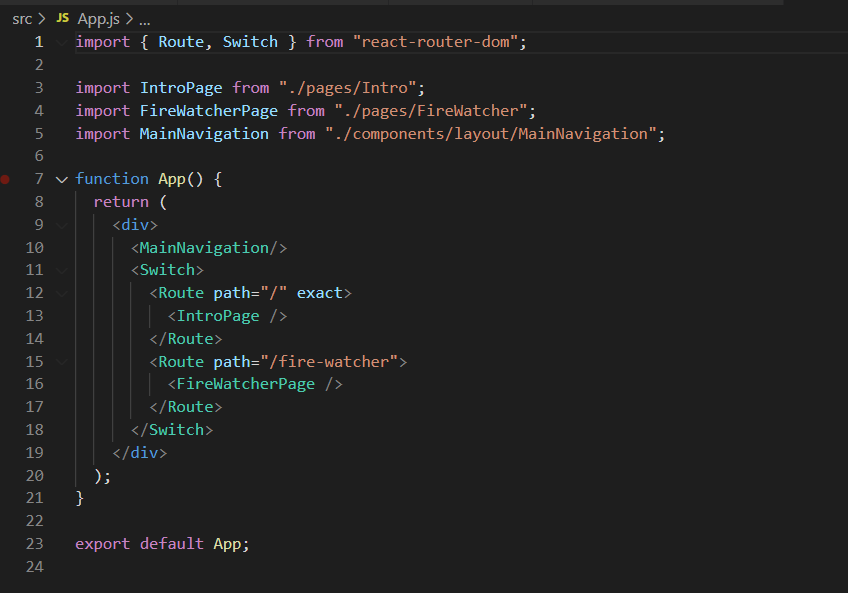 src > JS App.js > ...
1 import { Route, Switch } from "react-router-dom";
2
3 import IntroPage from "./pages/Intro";
4 import FireWatcherPage from "./pages/FireWatcher";
5 import MainNavigation from "./components/layout/MainNavigation";
6
7 function App() {
8   return (
9     <div>
10       <MainNavigation/>
11       <Switch>
12         <Route path="/" exact>
13           <IntroPage />
14         </Route>
15         <Route path="/fire-watcher">
16           <FireWatcherPage />
17         </Route>
18       </Switch>
19     </div>
20   );
21 }
22
23 export default App;
24